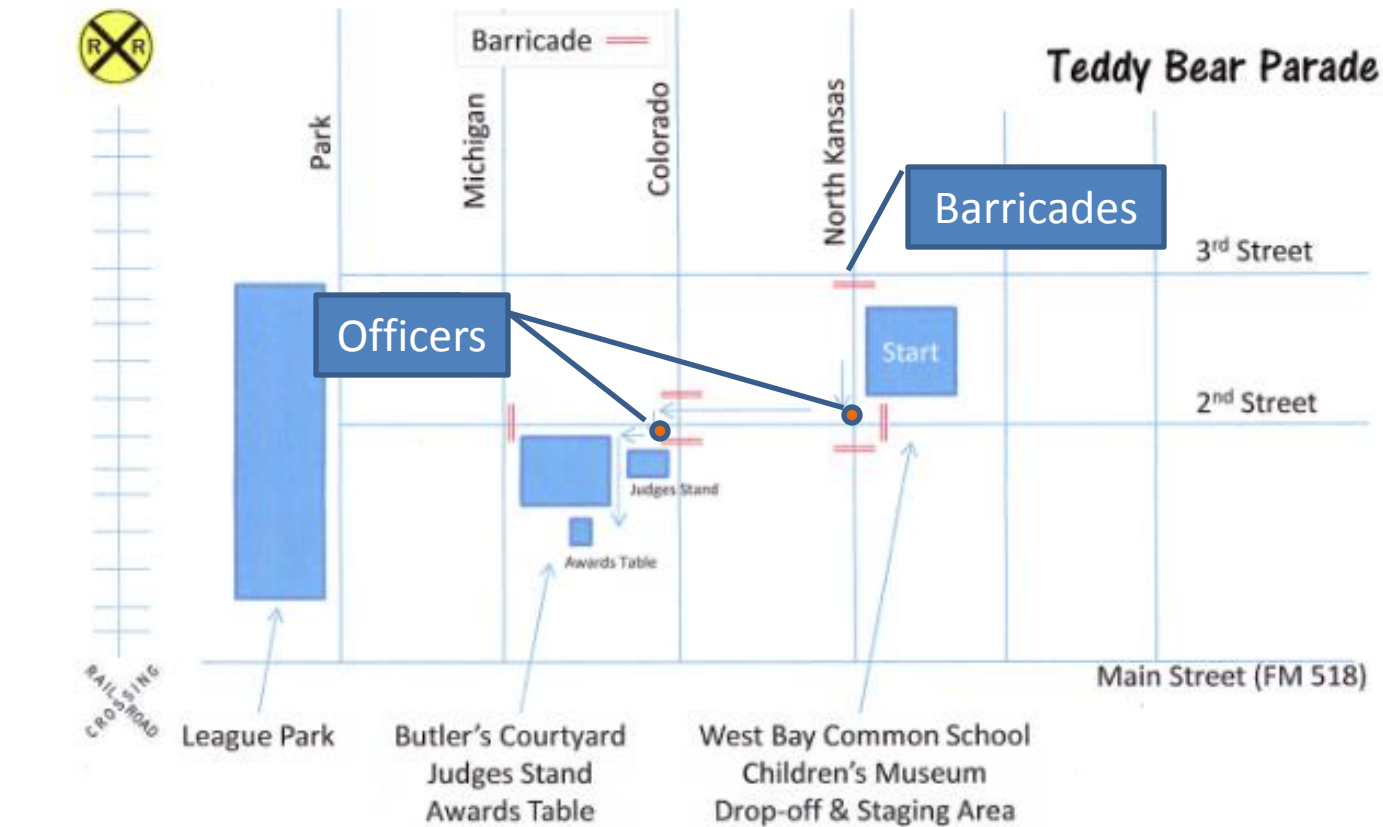 R R
Barricade
Teddy Bear Parade
Park
Michigan
Colorado
North Kansas
Barricades
3rd Street
Officers
Start
2nd Street
Judges Stand
Awards Table
RAILROAD
CROSSING
Main Street (FM 518)
League Park
Butler's Courtyard
Judges Stand
Awards Table
West Bay Common School
Children's Museum
Drop-off & Staging Area